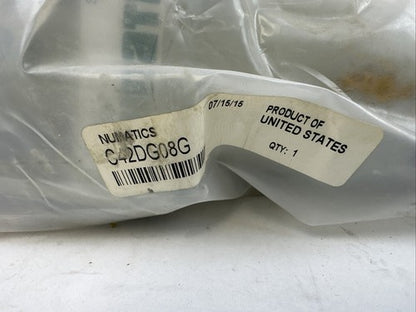 NUMATICS
C42DG08G
07/15/15
PRODUCT OF
UNITED STATES
QTY: 1